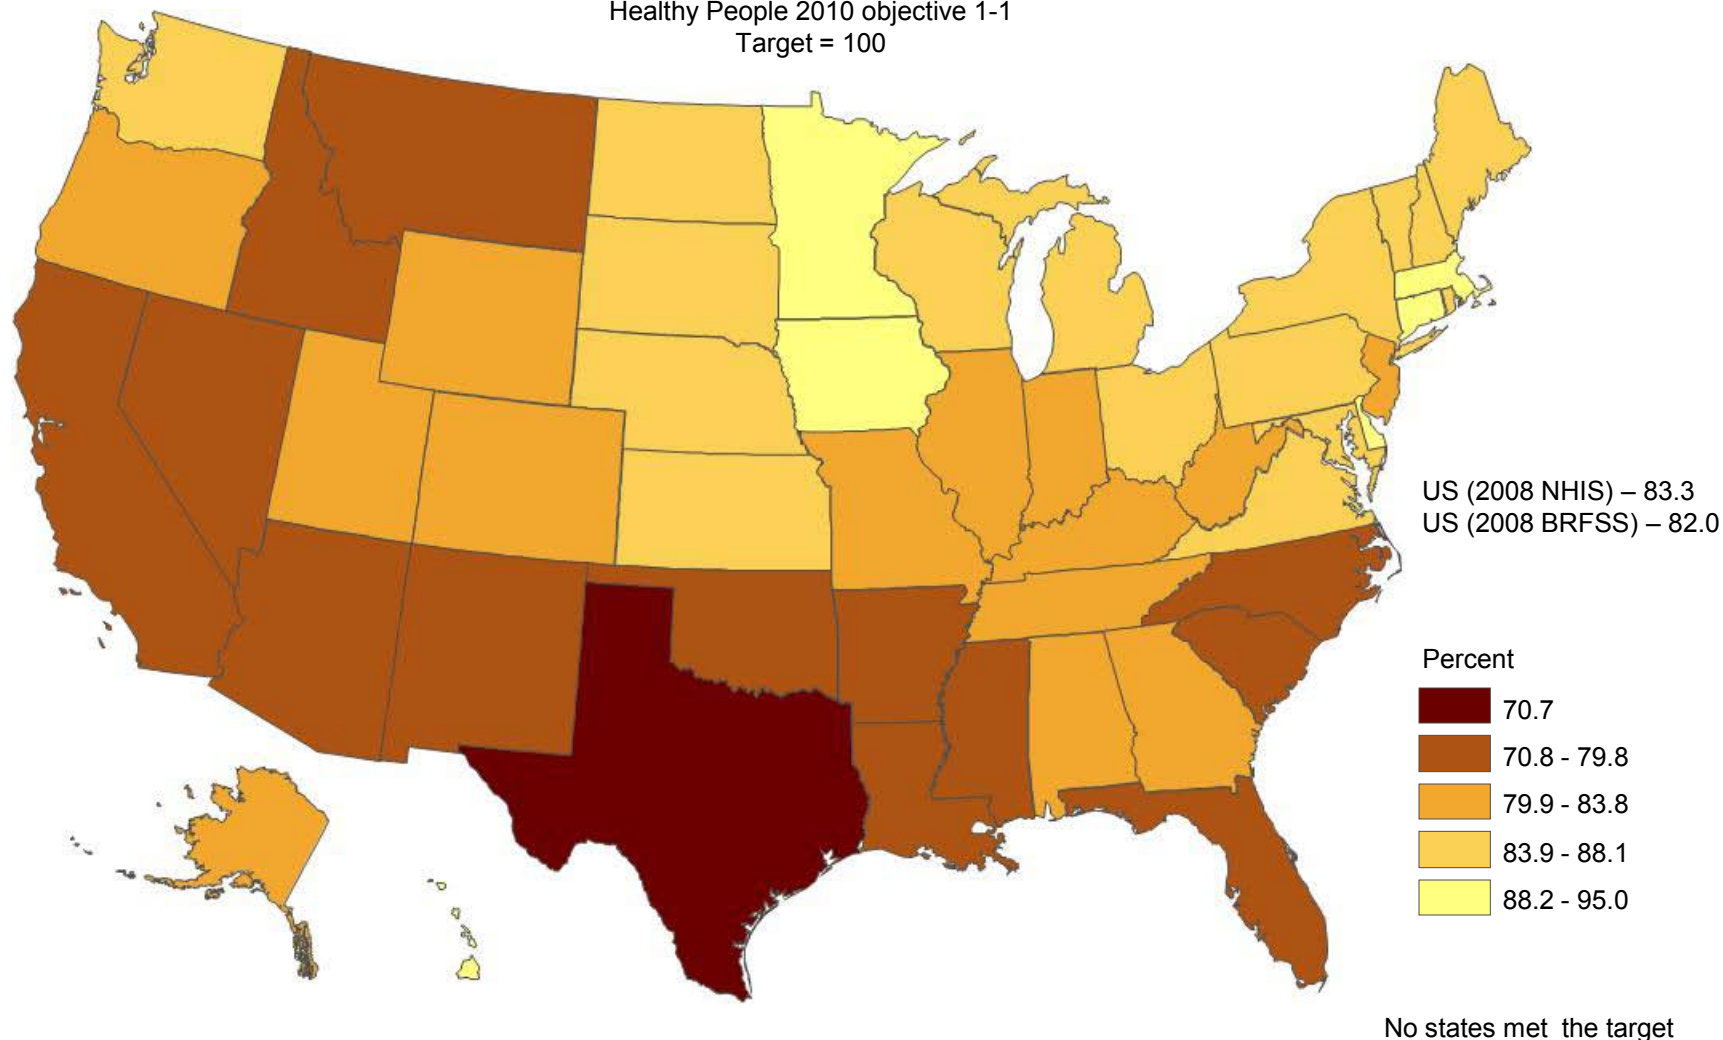 Healthy People 2010 objective 1-1
Target = 100
US (2008 NHIS) – 83.3
US (2008 BRFSS) – 82.0
Percent
70.7
70.8 - 79.8
79.9 - 83.8
83.9 - 88.1
88.2 - 95.0
No states met  the target